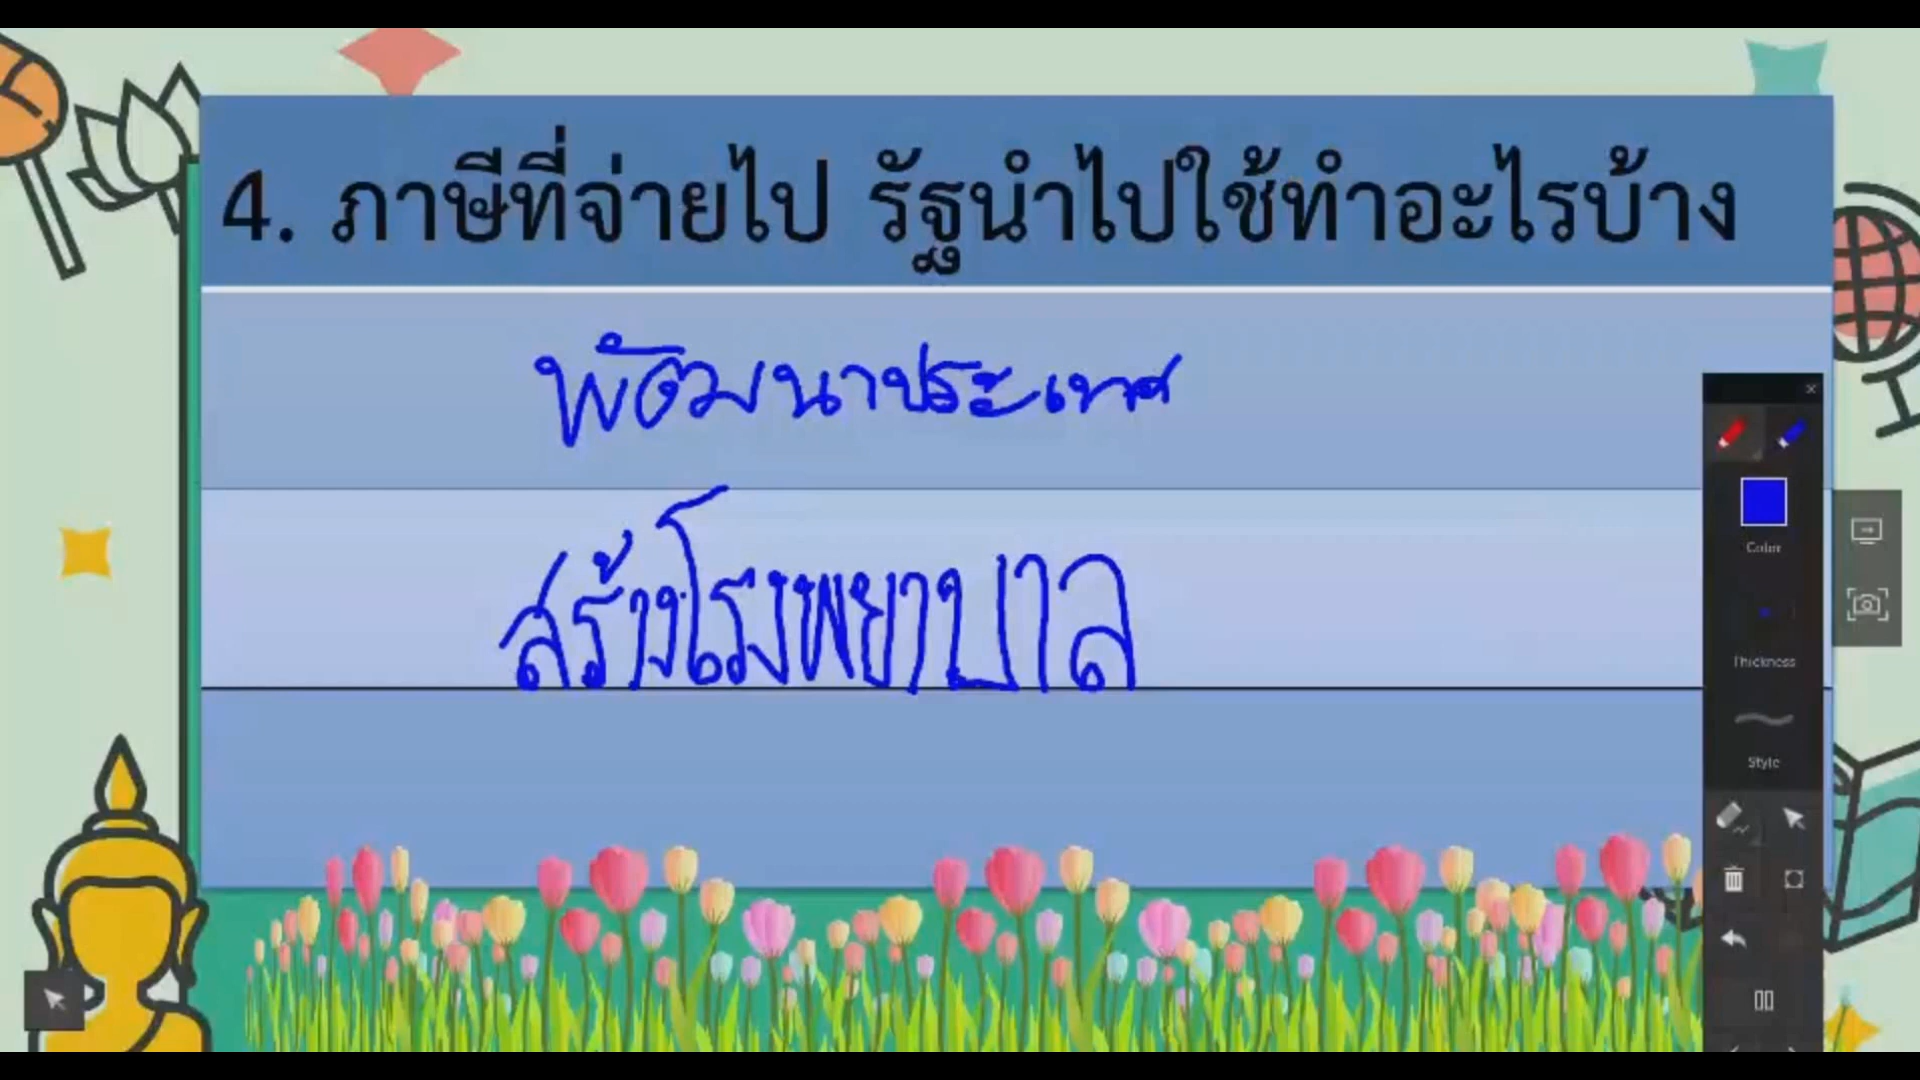 4. ภาษีที่จ่ายไป รัฐนำไปใช้ทำอะไรบ้าง
พัฒนาประเทศ
สร้างโรงพยาบาล
Color
Thickness
Style